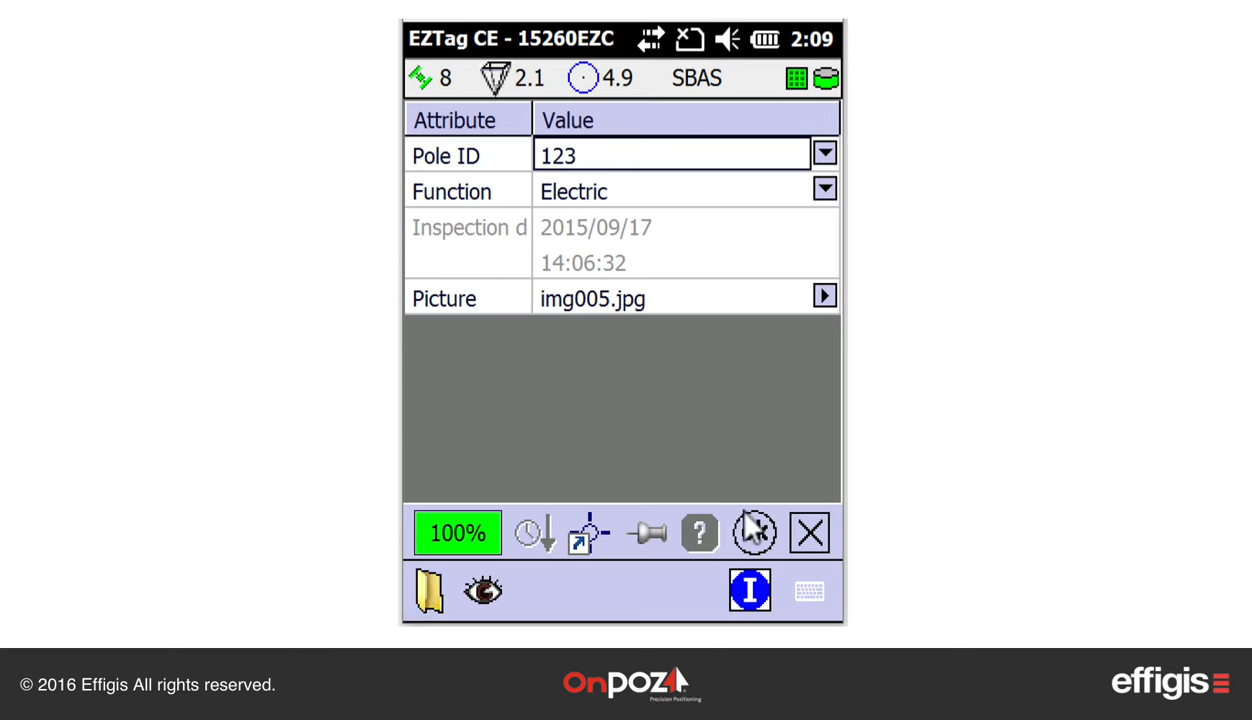 EZTag CE - 15260EZC 2:09
8 2.1 4.9 SBAS
Attribute Value
Pole ID 123
Function Electric
Inspection d 2015/09/17
14:06:32
Picture img005.jpg
100% ?
I
© 2016 Effigis All rights reserved. Onpoz Precision Positioning effigis